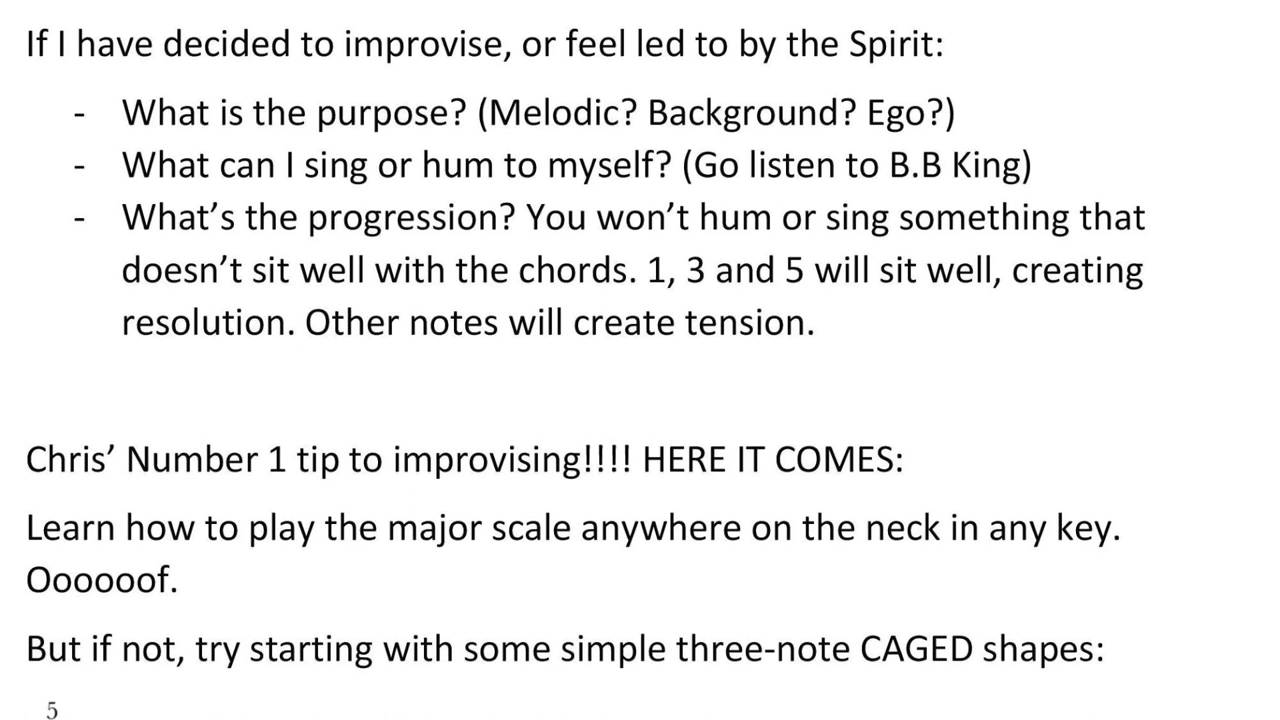 If I have decided to improvise, or feel led to by the Spirit:
- What is the purpose? (Melodic? Background? Ego?)
- What can I sing or hum to myself? (Go listen to B.B King)
- What’s the progression? You won’t hum or sing something that
doesn’t sit well with the chords. 1, 3 and 5 will sit well, creating
resolution. Other notes will create tension.
Chris’ Number 1 tip to improvising!!!! HERE IT COMES:
Learn how to play the major scale anywhere on the neck in any key.
Oooooof.
But if not, try starting with some simple three-note CAGED shapes:
5